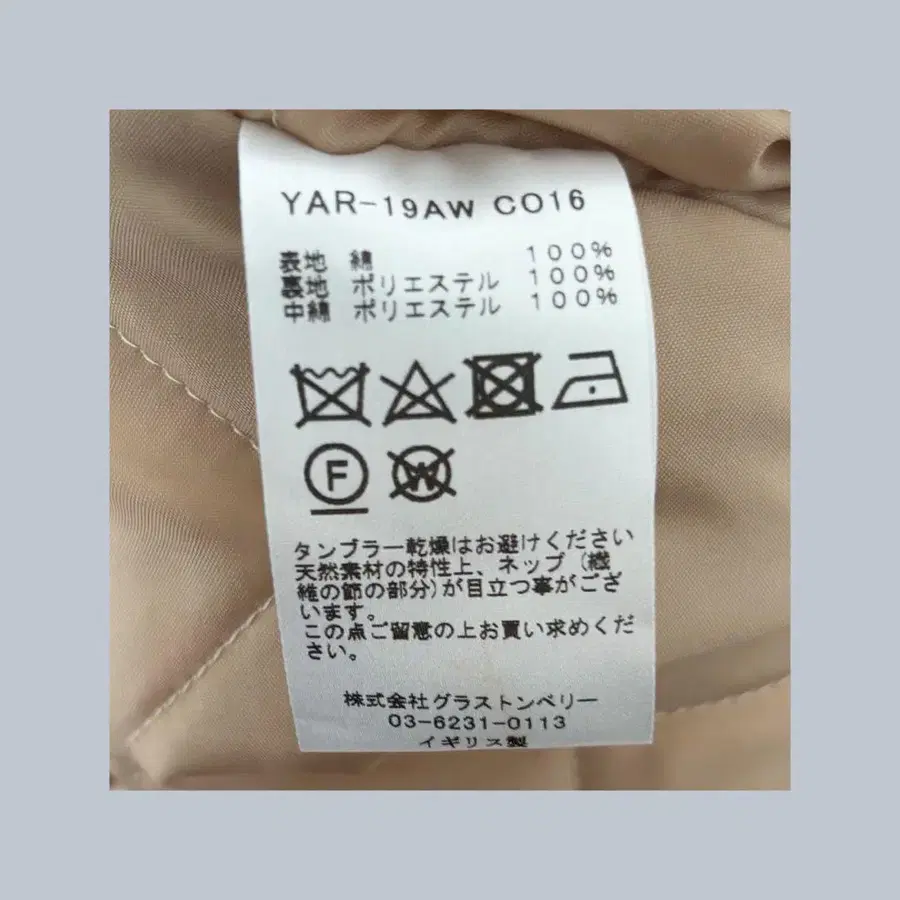 YAR-19AW CO16
表地 綿 100%
裏地 ポリエステル 100%
中綿 ポリエステル 100%
F
W
タンブラー乾燥はお避けください
天然素材の特性上、ネップ(繊
維の節の部分)が目立つ事がござ
います。
この点ご留意の上お買い求めくだ
さい。
株式会社グラストンベリー
03-6231-0113
イギリス製